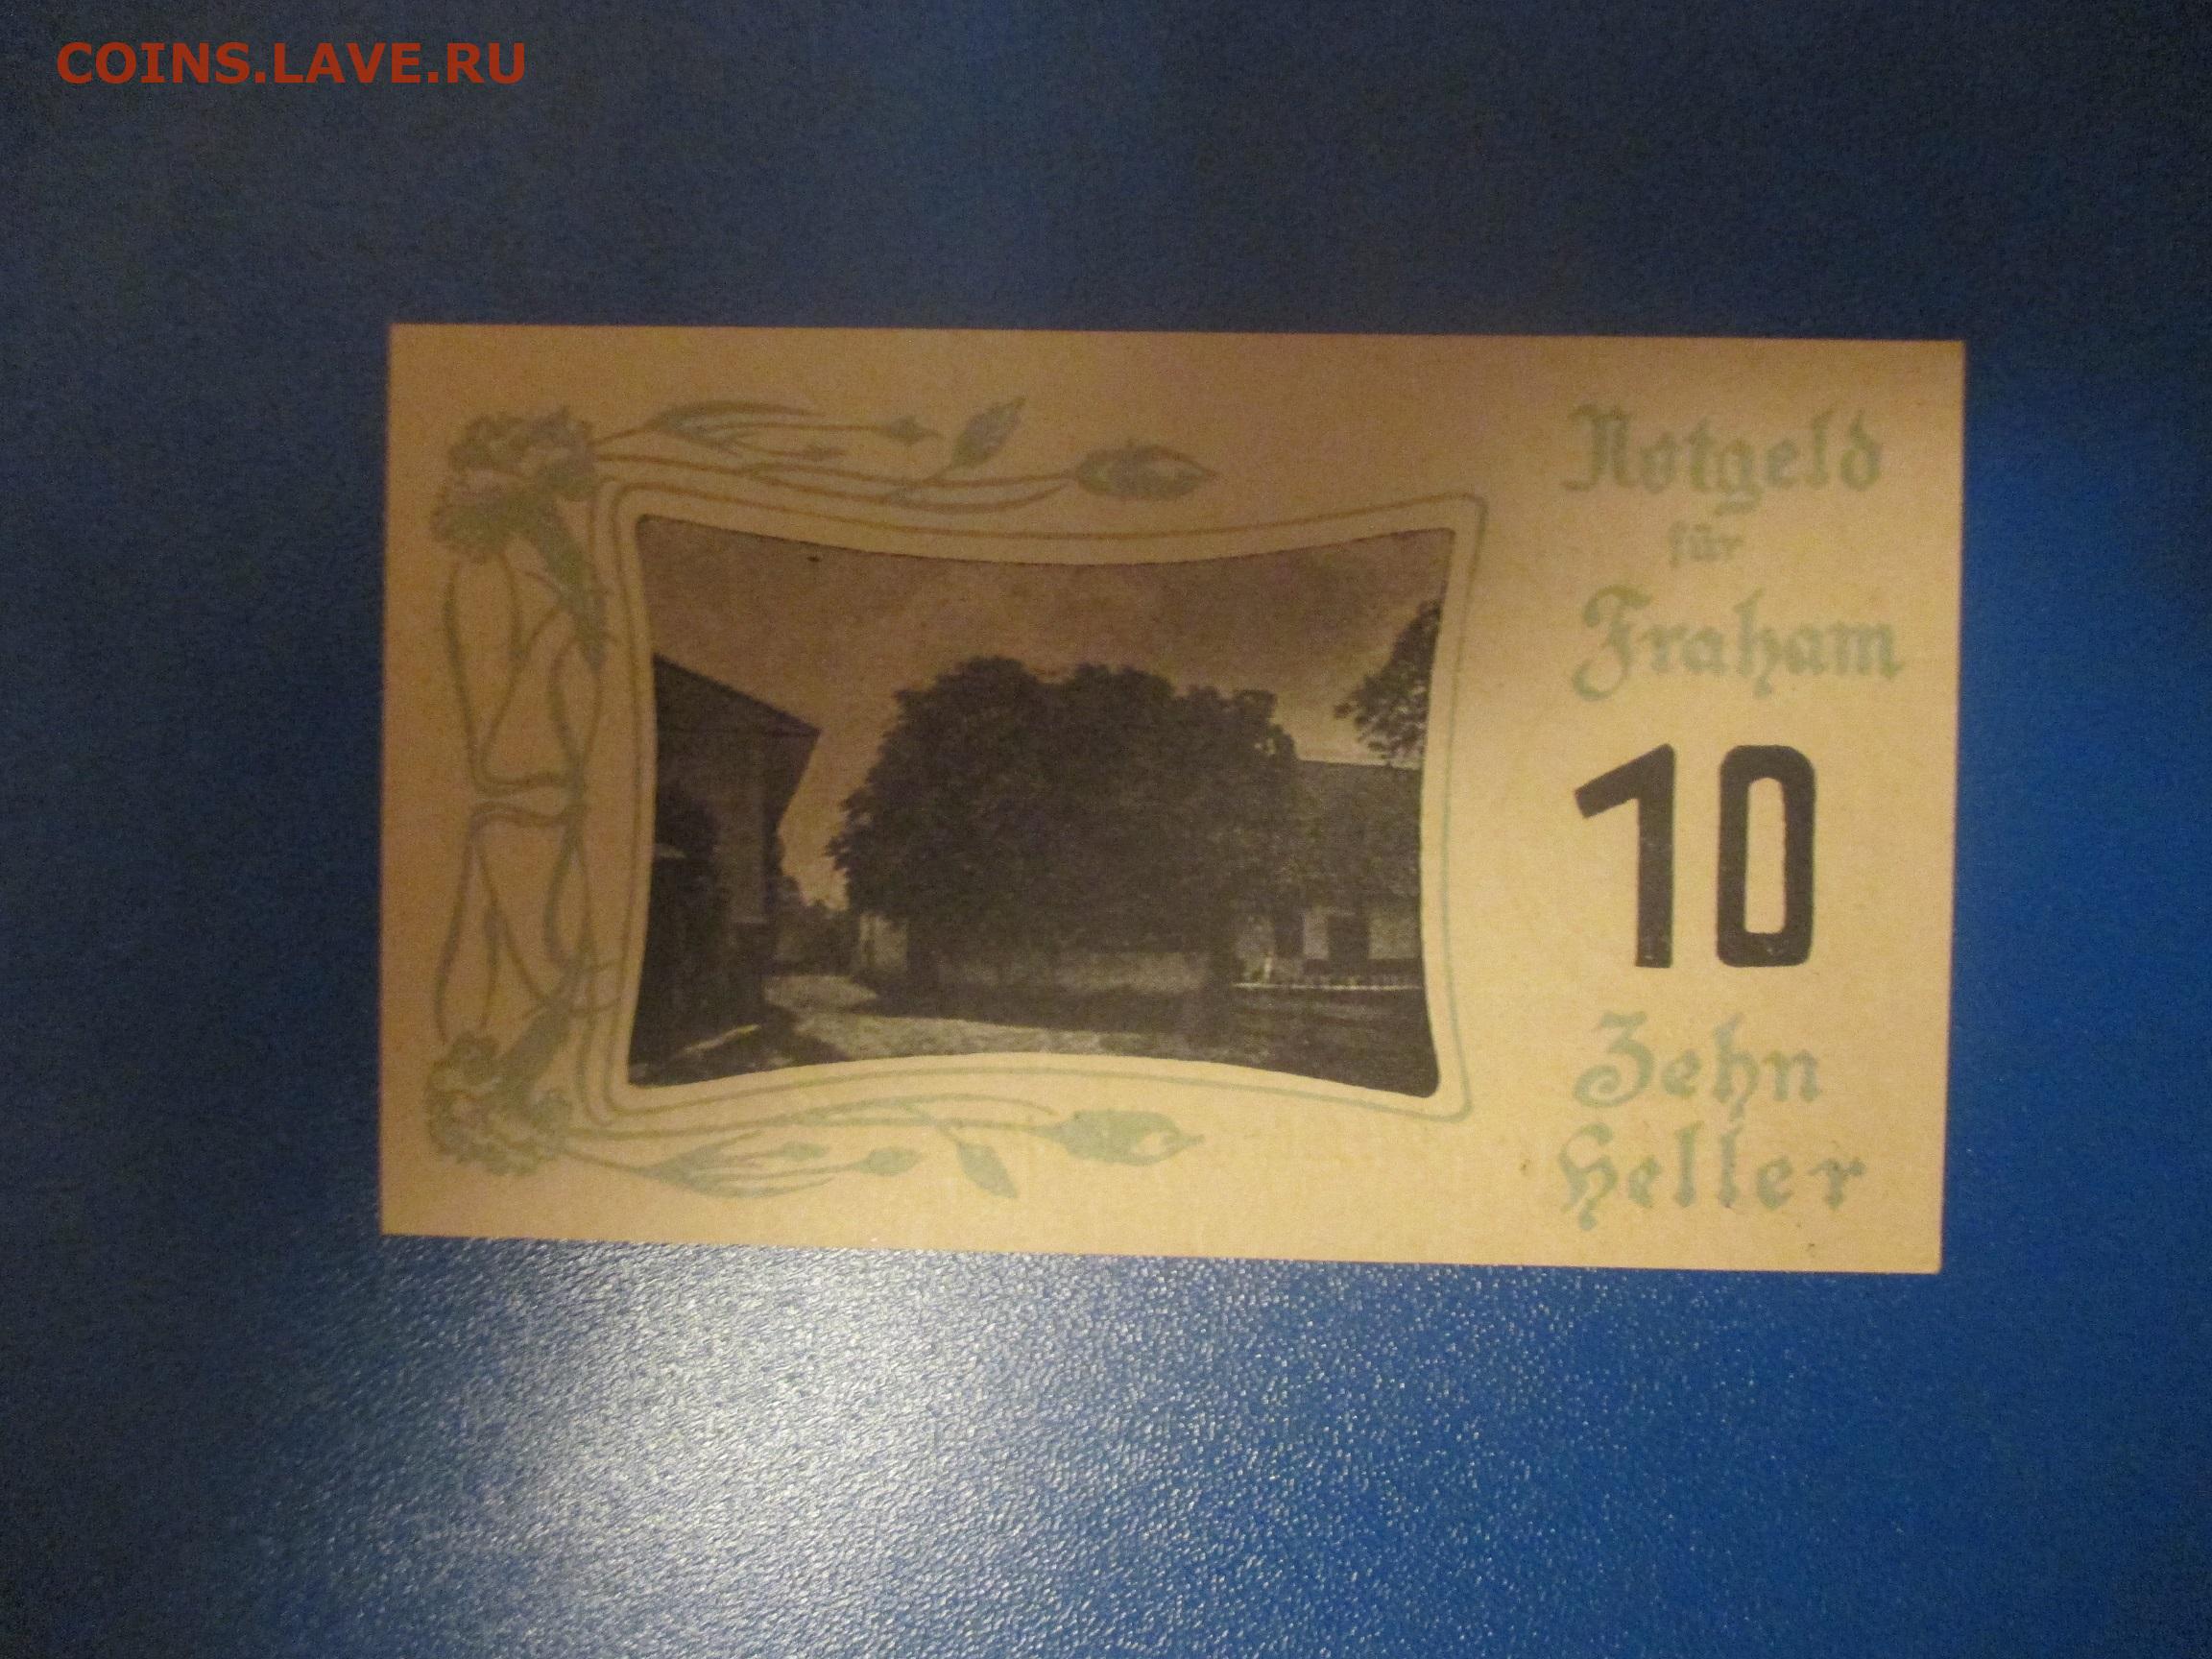 COINS.LAVE.RU
Notgeld
für
Fraham
10
Zehn
Heller